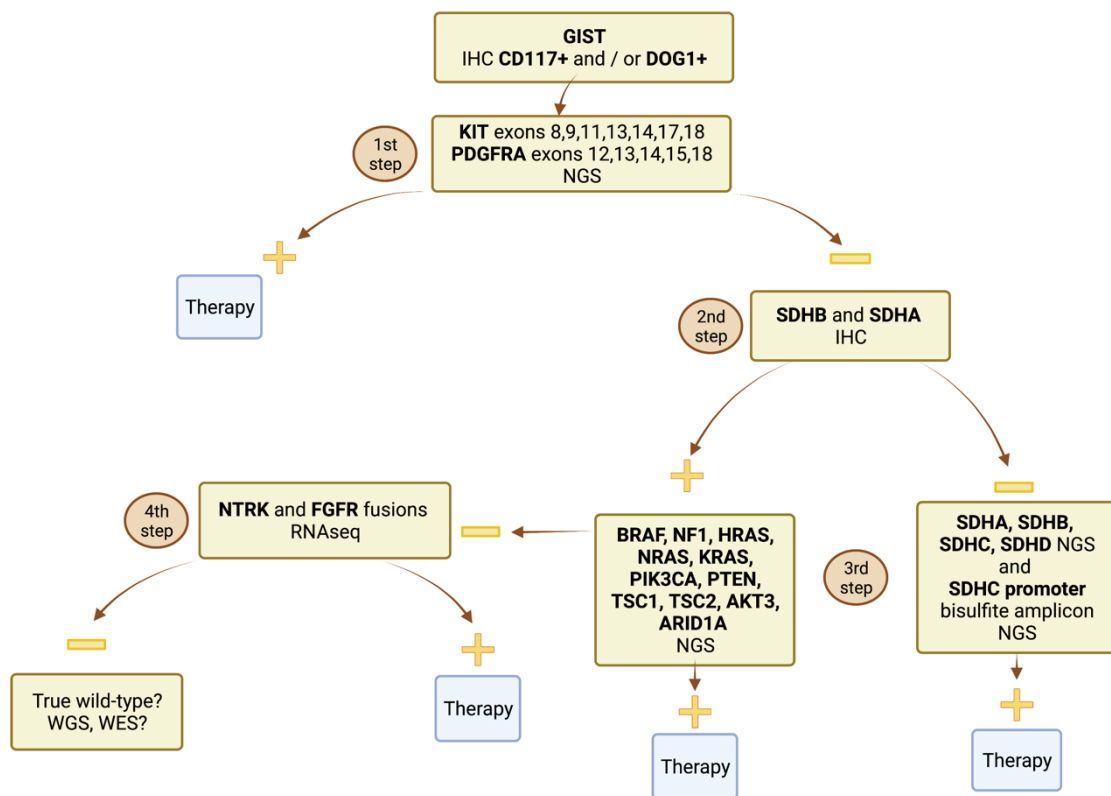 GIST
IHC CD117+ and / or DOG1+
1st
step
KIT exons 8,9,11,13,14,17,18
PDGFRA exons 12,13,14,15,18
NGS
Therapy
2nd
step
SDHB and SDHA
IHC
4th
step
NTRK and FGFR fusions
RNAseq
BRAF, NF1, HRAS,
NRAS, KRAS,
PIK3CA, PTEN,
TSC1, TSC2, AKT3,
ARID1A
NGS
3rd
step
SDHA, SDHB,
SDHC, SDHD NGS
and
SDHC promoter
bisulfite amplicon
NGS
True wild-type?
WGS, WES?
Therapy
Therapy
Therapy